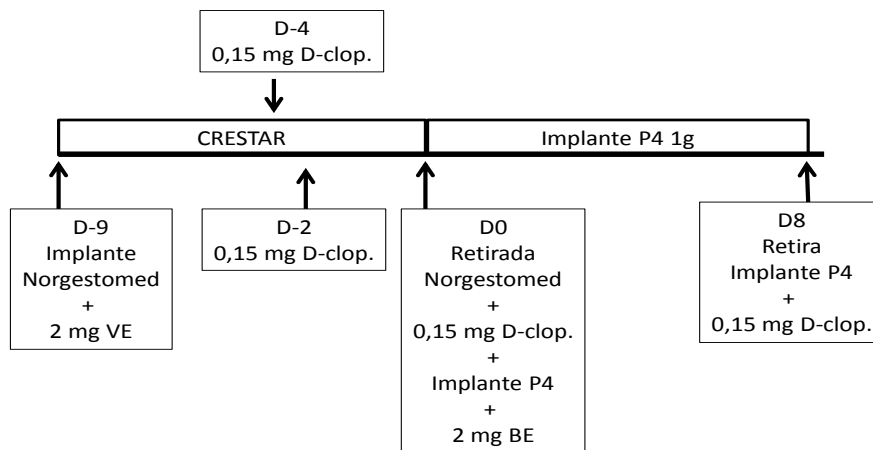 D-4
0,15 mg D-clop.
CRESTAR
Implante P4 1g
D-9
Implante
Norgestomed
+
2 mg VE
D-2
0,15 mg D-clop.
D0
Retirada
Norgestomed
+
0,15 mg D-clop.
+
Implante P4
+
2 mg BE
D8
Retira
Implante P4
+
0,15 mg D-clop.